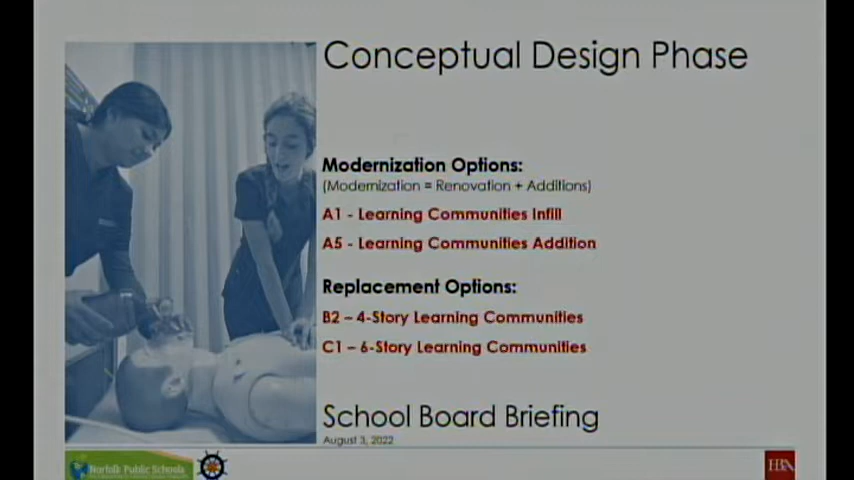 Conceptual Design Phase
Modernization Options:
(Modernization = Renovation + Additions)
A1 - Learning Communities Infill
A5 - Learning Communities Addition
Replacement Options:
B2 – 4-Story Learning Communities
C1 – 6-Story Learning Communities
School Board Briefing
August 3, 2022
Norfolk Public Schools
HBA